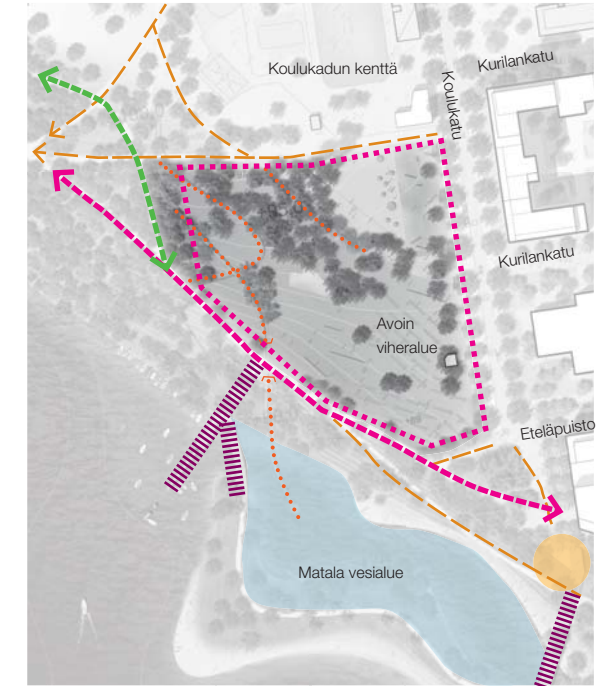 Koulukadun kenttä
Kurilankatu
Koulukatu
Kurilankatu
Avoin
viheralue
Eteläpuisto
Matala vesialue